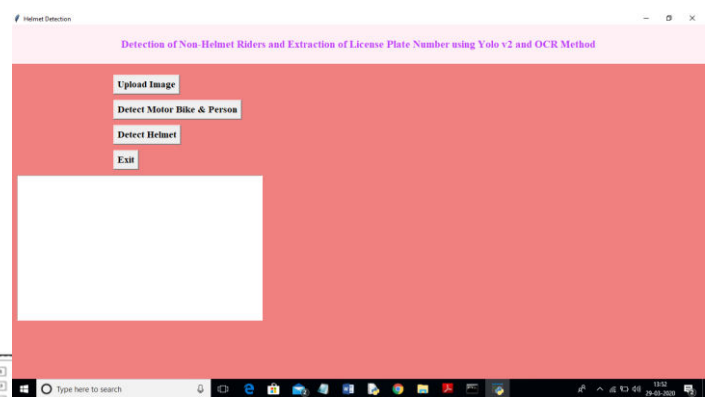 Helmet Detection
Detection of Non-Helmet Riders and Extraction of License Plate Number using Yolo v2 and OCR Method
Upload Image
Detect Motor Bike & Person
Detect Helmet
Exit
Type here to search
13:52
29-03-2020